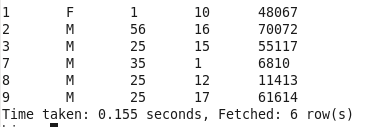 1 F 1 10 48067
2 M 56 16 70072
3 M 25 15 55117
7 M 35 1 6810
8 M 25 12 11413
9 M 25 17 61614
Time taken: 0.155 seconds, Fetched: 6 row(s)